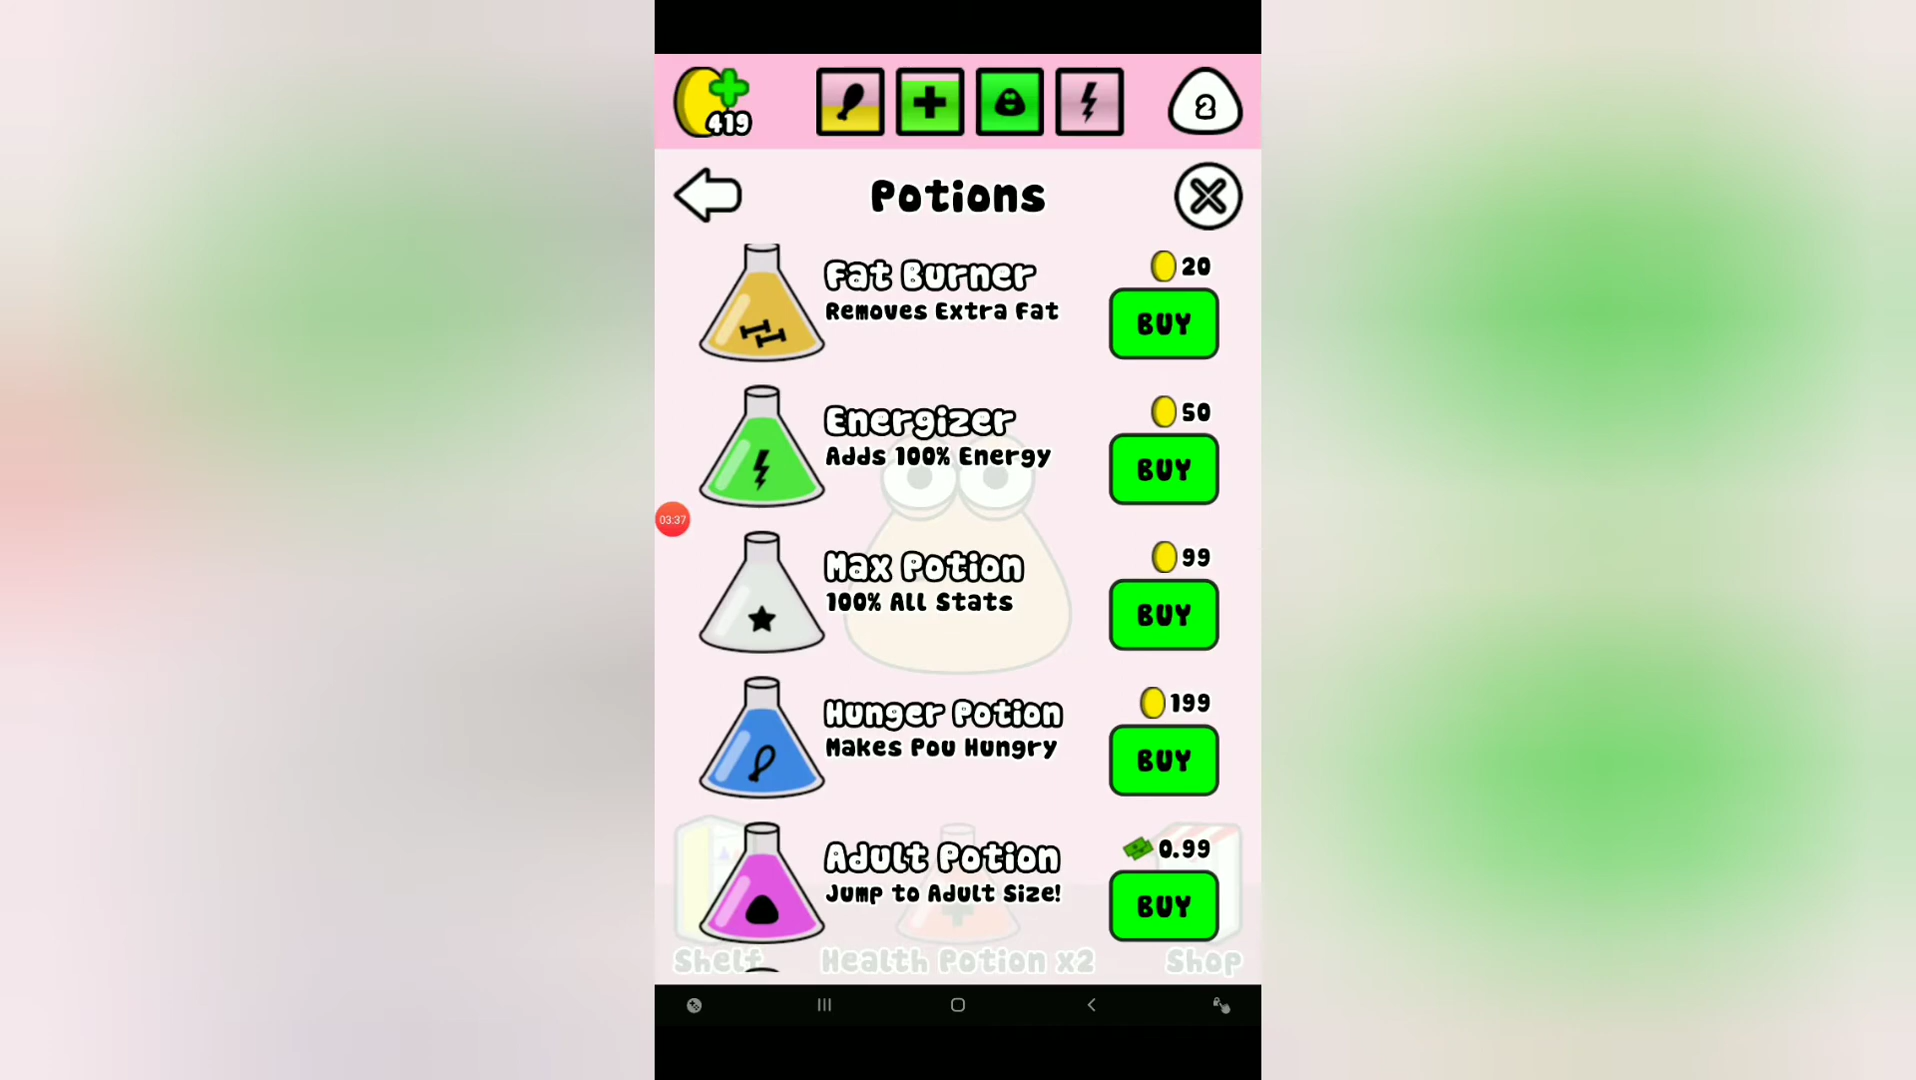 419
2
Potions
Fat Burner
Removes Extra Fat
20
BUY
Energizer
Adds 100% Energy
50
BUY
03:37
Max Potion
100% All Stats
99
BUY
Hunger Potion
Makes Pou Hungry
199
BUY
Adult Potion
Jump to Adult Size!
0.99
BUY
Shelf
Health Potion x2
Shop